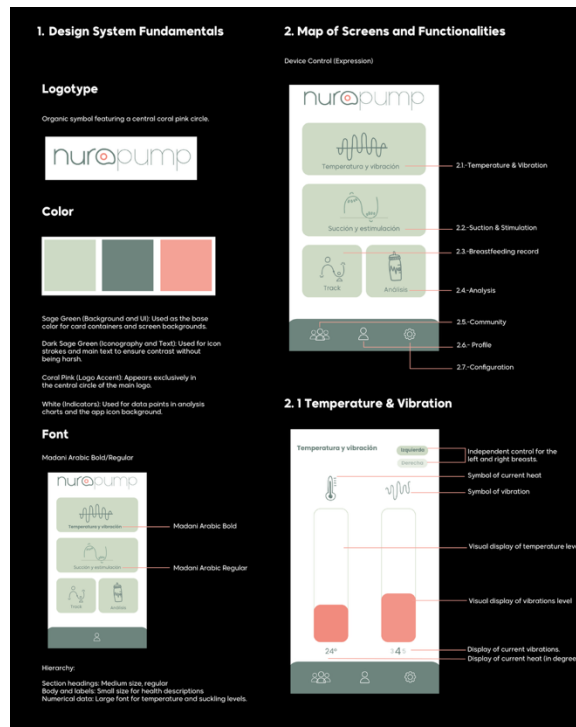 1. Design System Fundamentals
Logotype
Organic symbol featuring a central coral pink circle.
nurapump
Color
Sage Green (Background and UI): Used as the base
color for card containers and screen backgrounds.
Dark Sage Green (Iconography and Text): Used for icon
strokes and main text to ensure contrast without
being harsh.
Coral Pink (Logo Accent): Appears exclusively in
the central circle of the main logo.
White (Indicators): Used for data points in analysis
charts and the app icon background.
Font
Madani Arabic Bold/Regular
nurapump
Temperatura y vibración
Madani Arabic Bold
Succión y estimulación
Madani Arabic Regular
Track
Análisis
Hierarchy:
Section headings: Medium size, regular
Body and labels: Small size for health descriptions
Numerical data: Large font for temperature and suckling levels.
2. Map of Screens and Functionalities
Device Control (Expression)
nurapump
Temperatura y vibración
2.1.-Temperature & Vibration
Succión y estimulación
2.2.-Suction & Stimulation
2.3.-Breastfeeding record
Track
Análisis
2.4.-Analysis
2.5.-Community
2.6.- Profile
2.7.-Configuration
2. 1 Temperature & Vibration
Temperatura y vibración
Izquierdo
Derecho
Independent control for the
left and right breasts.
Symbol of current heat
Symbol of vibration
Visual display of temperature leve
Visual display of vibrations level
24°
3 4 5
Display of current vibrations.
Display of current heat (in degree